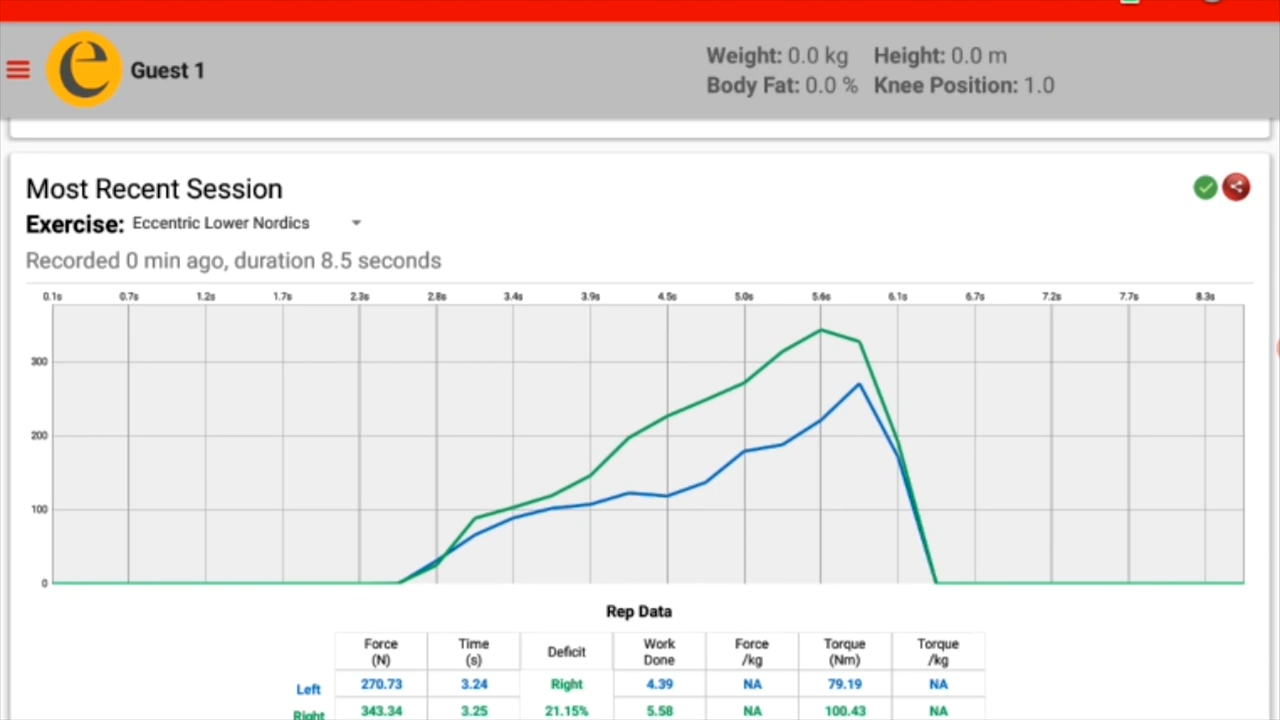 e Guest 1
Weight: 0.0 kg Height: 0.0 m
Body Fat: 0.0 % Knee Position: 1.0
Most Recent Session
Exercise: Eccentric Lower Nordics
Recorded 0 min ago, duration 8.5 seconds
0.1s 0.7s 1.2s 1.7s 2.3s 2.8s 3.4s 3.9s 4.5s 5.0s 5.6s 6.1s 6.7s 7.2s 7.7s 8.3s
300
200
100
0
Rep Data
Force (N) Time (s) Deficit Work Done Force /kg Torque (Nm) Torque /kg
Left 270.73 3.24 Right 4.39 NA 79.19 NA
Right 343.34 3.25 21.15% 5.58 NA 100.43 NA